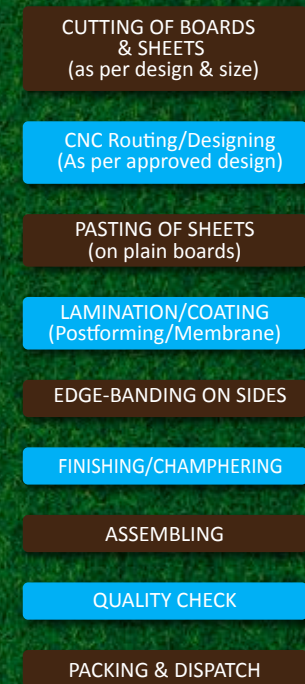 CUTTING OF BOARDS
& SHEETS
(as per design & size)
CNC Routing/Designing
(As per approved design)
PASTING OF SHEETS
(on plain boards)
LAMINATION/COATING
(Postforming/Membrane)
EDGE-BANDING ON SIDES
FINISHING/CHAMPHERING
ASSEMBLING
QUALITY CHECK
PACKING & DISPATCH